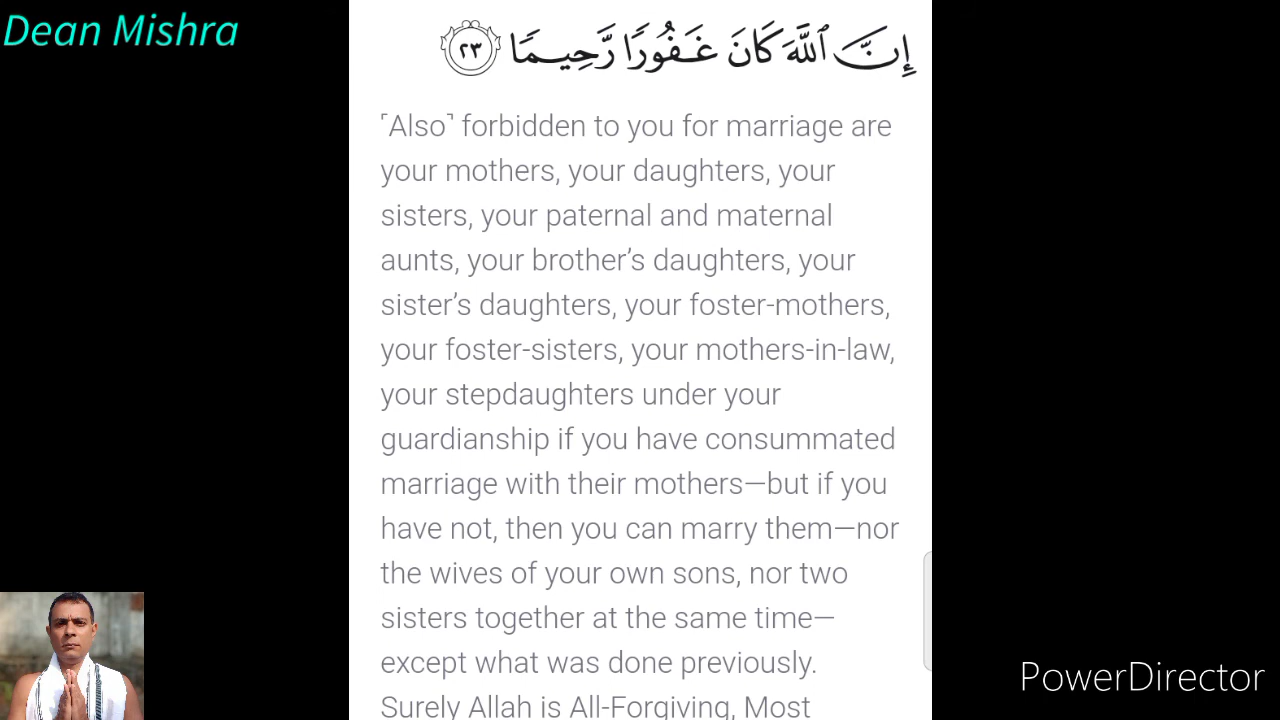 Dean Mishra
إِنَّ ٱللَّهَ كَانَ غَفُورًا رَّحِيمًا ٢٣
⸢Also⸣ forbidden to you for marriage are
your mothers, your daughters, your
sisters, your paternal and maternal
aunts, your brother’s daughters, your
sister’s daughters, your foster-mothers,
your foster-sisters, your mothers-in-law,
your stepdaughters under your
guardianship if you have consummated
marriage with their mothers—but if you
have not, then you can marry them—nor
the wives of your own sons, nor two
sisters together at the same time—
except what was done previously.
Surely Allah is All-Forgiving, Most
PowerDirector